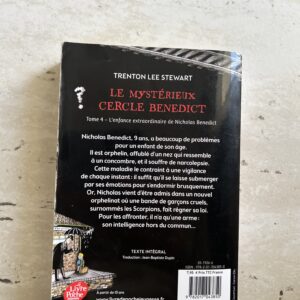 TRENTON LEE STEWART
LE MYSTÉRIEUX
CERCLE BENEDICT
Tome 4 – L'enfance extraordinaire de Nicholas Benedict
Nicholas Benedict, 9 ans, a beaucoup de problèmes
pour un enfant de son âge.
Il est orphelin, affublé d'un nez qui ressemble
à un concombre, et il souffre de narcolepsie.
Cette maladie le contraint à une vigilance
de chaque instant : il suffit qu'il se laisse submerger
par ses émotions pour s'endormir brusquement.
Or, Nicholas vient d'être admis dans un nouvel
orphelinat où une bande de garçons cruels,
surnommés les Scorpions, fait régner sa loi.
Pour les affronter, il n'a qu'une arme :
son intelligence hors du commun...
TEXTE INTÉGRAL
Traduction : Jean-Baptiste Dupin
Le Livre
de Poche